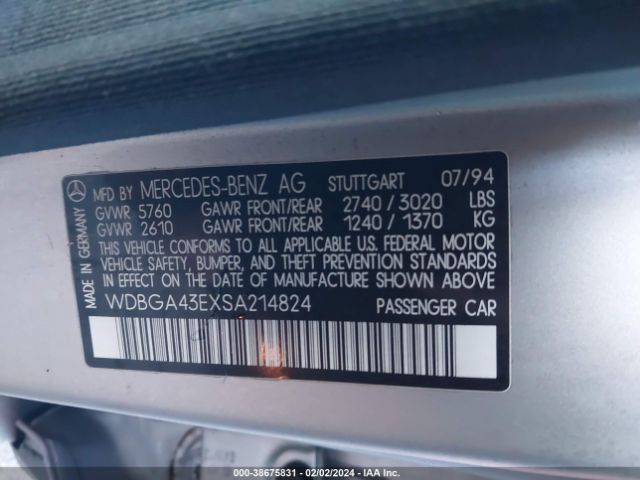 MADE IN GERMANY
MFD BY MERCEDES-BENZ AG STUTTGART 07/94
GVWR 5760 GAWR FRONT/REAR 2740 / 3020 LBS
GVWR 2610 GAWR FRONT/REAR 1240 / 1370 KG
THIS VEHICLE CONFORMS TO ALL APPLICABLE U.S. FEDERAL MOTOR
VEHICLE SAFETY, BUMPER, AND THEFT PREVENTION STANDARDS
IN EFFECT ON THE DATE OF MANUFACTURE SHOWN ABOVE
WDBGA43EXSA214824 PASSENGER CAR
000-38675831 - 02/02/2024 - IAA Inc.